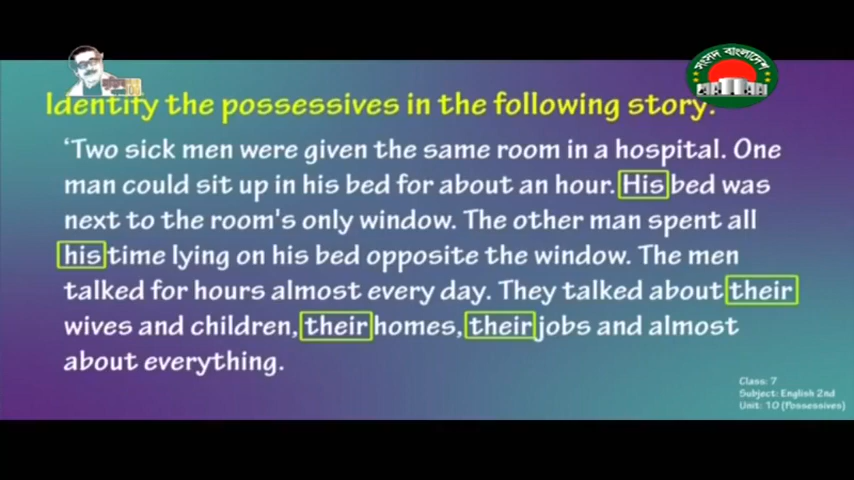 সংসদ বাংলাদেশ
Identify the possessives in the following story.
‘Two sick men were given the same room in a hospital. One
man could sit up in his bed for about an hour. His bed was
next to the room's only window. The other man spent all
his time lying on his bed opposite the window. The men
talked for hours almost every day. They talked about their
wives and children, their homes, their jobs and almost
about everything.
Class: 7
Subject: English 2nd
Unit: 10 (Possessives)